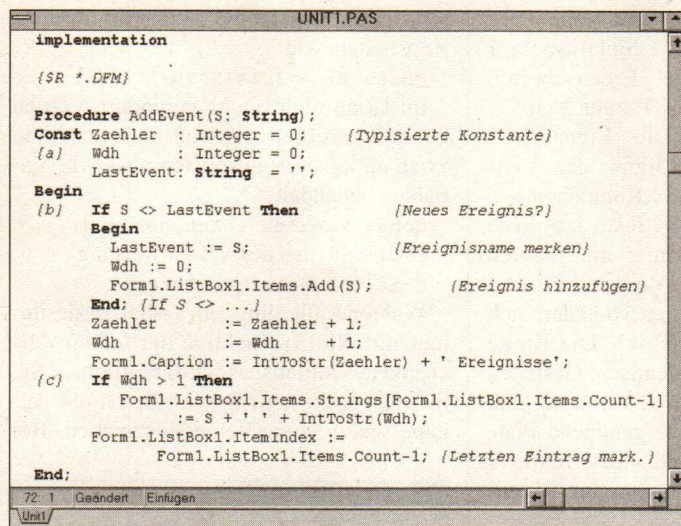 UNIT1.PAS
implementation
{$R *.DFM}
Procedure AddEvent(S: String);
Const Zaehler : Integer = 0; {Typisierte Konstante}
{a} Wdh : Integer = 0;
LastEvent: String = '';
Begin
{b} If S <> LastEvent Then {Neues Ereignis?}
Begin
LastEvent := S; {Ereignisname merken}
Wdh := 0;
Form1.ListBox1.Items.Add(S); {Ereignis hinzufügen}
End; {If S <> ...}
Zaehler := Zaehler + 1;
Wdh := Wdh +1;
Form1.Caption := IntToStr(Zaehler) + ' Ereignisse';
{c} If Wdh > 1 Then
Form1.ListBox1.Items.Strings[Form1.ListBox1.Items.Count-1]
:= S + ' ' + IntToStr(Wdh);
Form1.ListBox1.ItemIndex :=
Form1.ListBox1.Items.Count-1; {Letzten Eintrag mark.}
End;
72: 1 Geändert Einfügen
Unit1